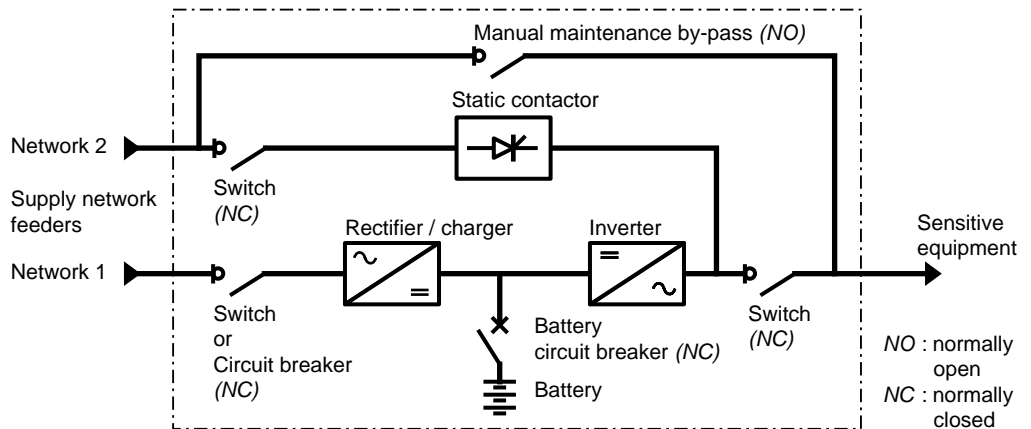 Manual maintenance by-pass (NO)
Static contactor
Network 2
Switch
(NC)
Supply network
feeders
Rectifier / charger
Inverter
Sensitive
equipment
Network 1
Switch
or
Circuit breaker
(NC)
Battery
circuit breaker (NC)
Battery
Switch
(NC)
NO : normally
open
NC : normally
closed